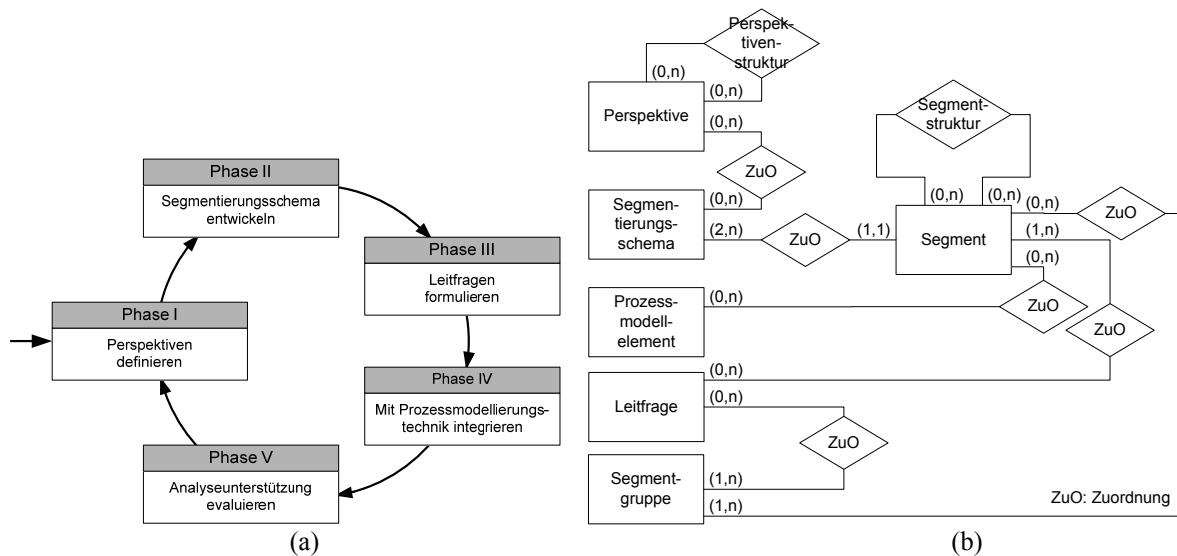 Phase I
Perspektiven
definieren
Phase II
Segmentierungsschema
entwickeln
Phase III
Leitfragen
formulieren
Phase IV
Mit Prozessmodellierungs-
technik integrieren
Phase V
Analyseunterstützung
evaluieren
(a)
Perspek-
tiven-
struktur
(0,n)
(0,n)
Perspektive
(0,n)
ZuO
(0,n)
Segmen-
tierungs-
schema
(2,n)
ZuO
(1,1)
Segment-
struktur
(0,n)
(0,n)
(0,n)
ZuO
Segment
(1,n)
(0,n)
ZuO
ZuO
Prozess-
modell-
element
(0,n)
Leitfrage
(0,n)
(0,n)
ZuO
Segment-
gruppe
(1,n)
(1,n)
ZuO: Zuordnung
(b)